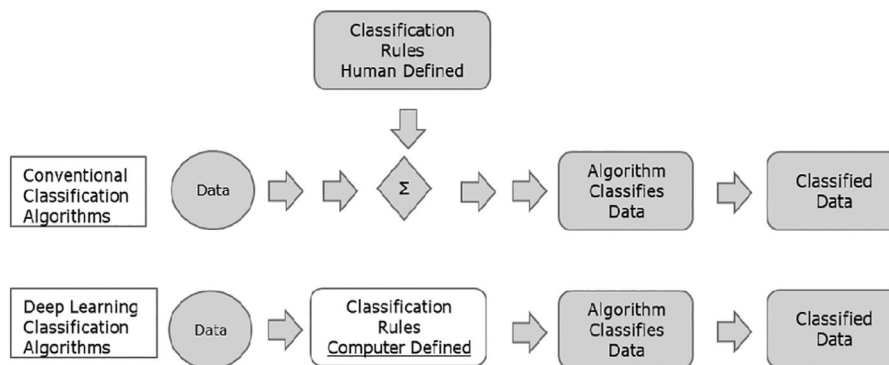 Classification
Rules
Human Defined
Conventional
Classification
Algorithms
Data
Σ
Algorithm
Classifies
Data
Classified
Data
Deep Learning
Classification
Algorithms
Data
Classification
Rules
Computer Defined
Algorithm
Classifies
Data
Classified
Data